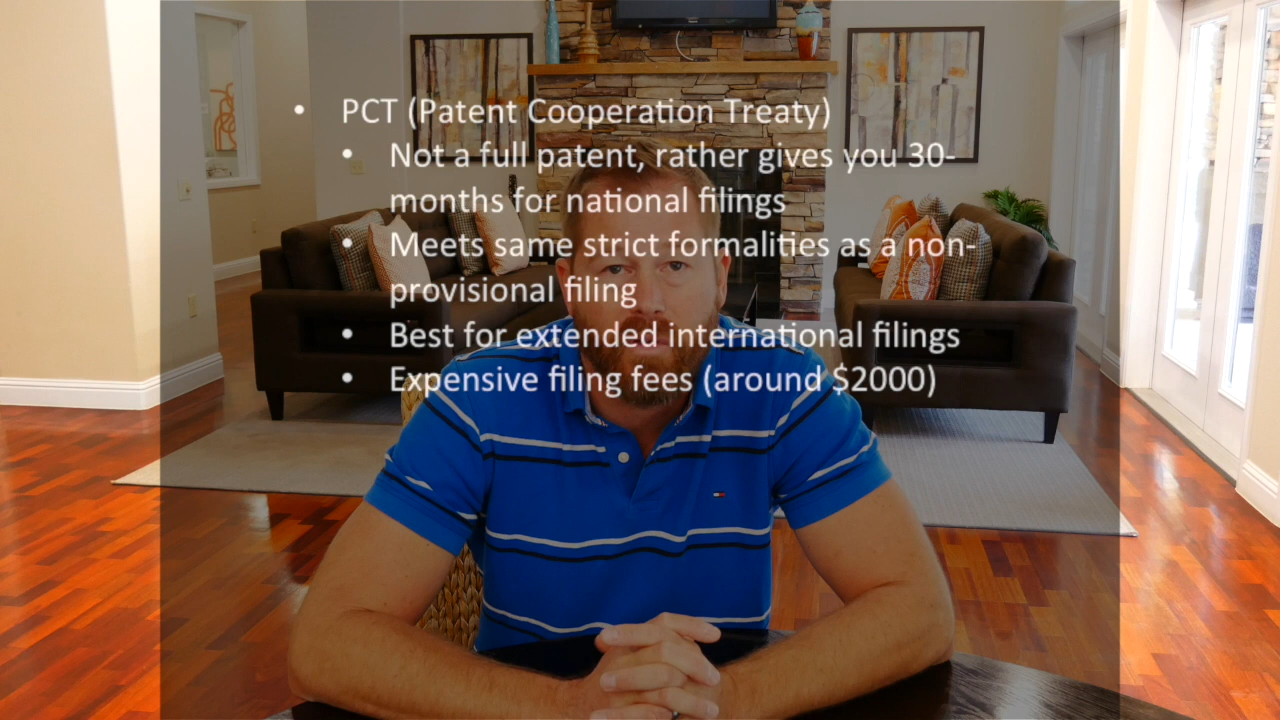 • PCT (Patent Cooperation Treaty)
• Not a full patent, rather gives you 30-
months for national filings
• Meets same strict formalities as a non-
provisional filing
• Best for extended international filings
• Expensive filing fees (around $2000)